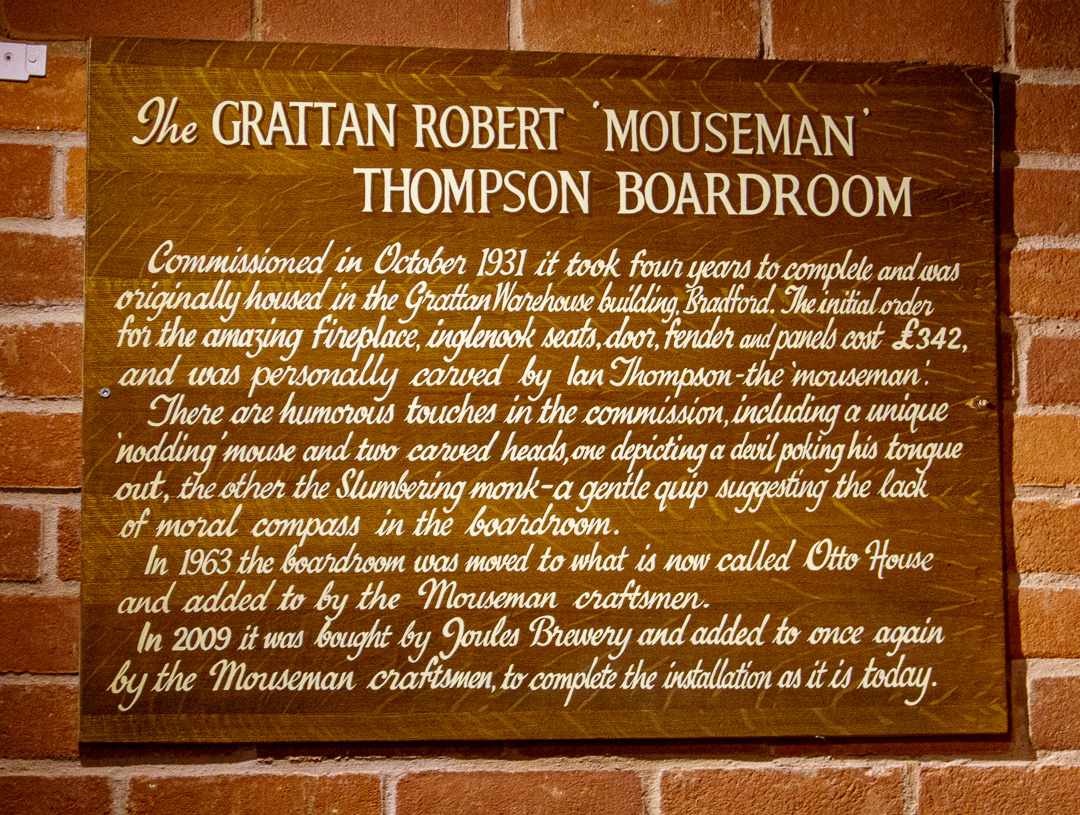 The GRATTAN ROBERT 'MOUSEMAN'
THOMPSON BOARDROOM
Commissioned in October 1931 it took four years to complete and was
originally housed in the Grattan Warehouse building, Bradford. The initial order
for the amazing fireplace, inglenook seats, door, fender and panels cost £342,
and was personally carved by Ian Thompson - the 'mouseman'.
There are humorous touches in the commission, including a unique
'nodding' mouse and two carved heads, one depicting a devil poking his tongue
out, the other the Slumbering monk - a gentle quip suggesting the lack
of moral compass in the boardroom.
In 1963 the boardroom was moved to what is now called Otto House
and added to by the Mouseman craftsmen.
In 2009 it was bought by Joules Brewery and added to once again
by the Mouseman craftsmen, to complete the installation as it is today.